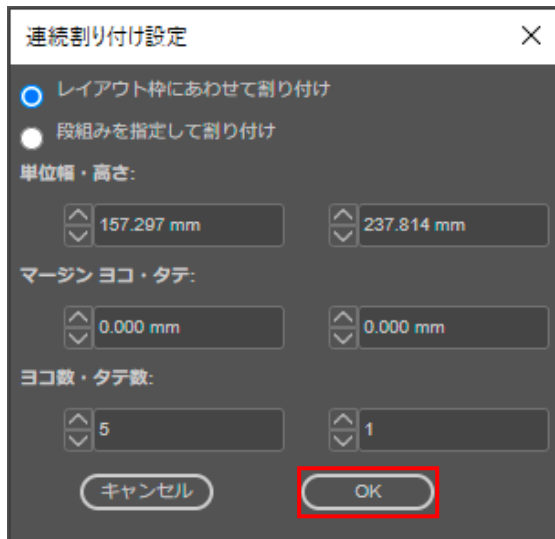 連続割り付け設定
レイアウト枠にあわせて割り付け
段組みを指定して割り付け
単位幅・高さ:
157.297 mm 237.814 mm
マージン ヨコ・タテ:
0.000 mm 0.000 mm
ヨコ数・タテ数:
5 1
キャンセル OK